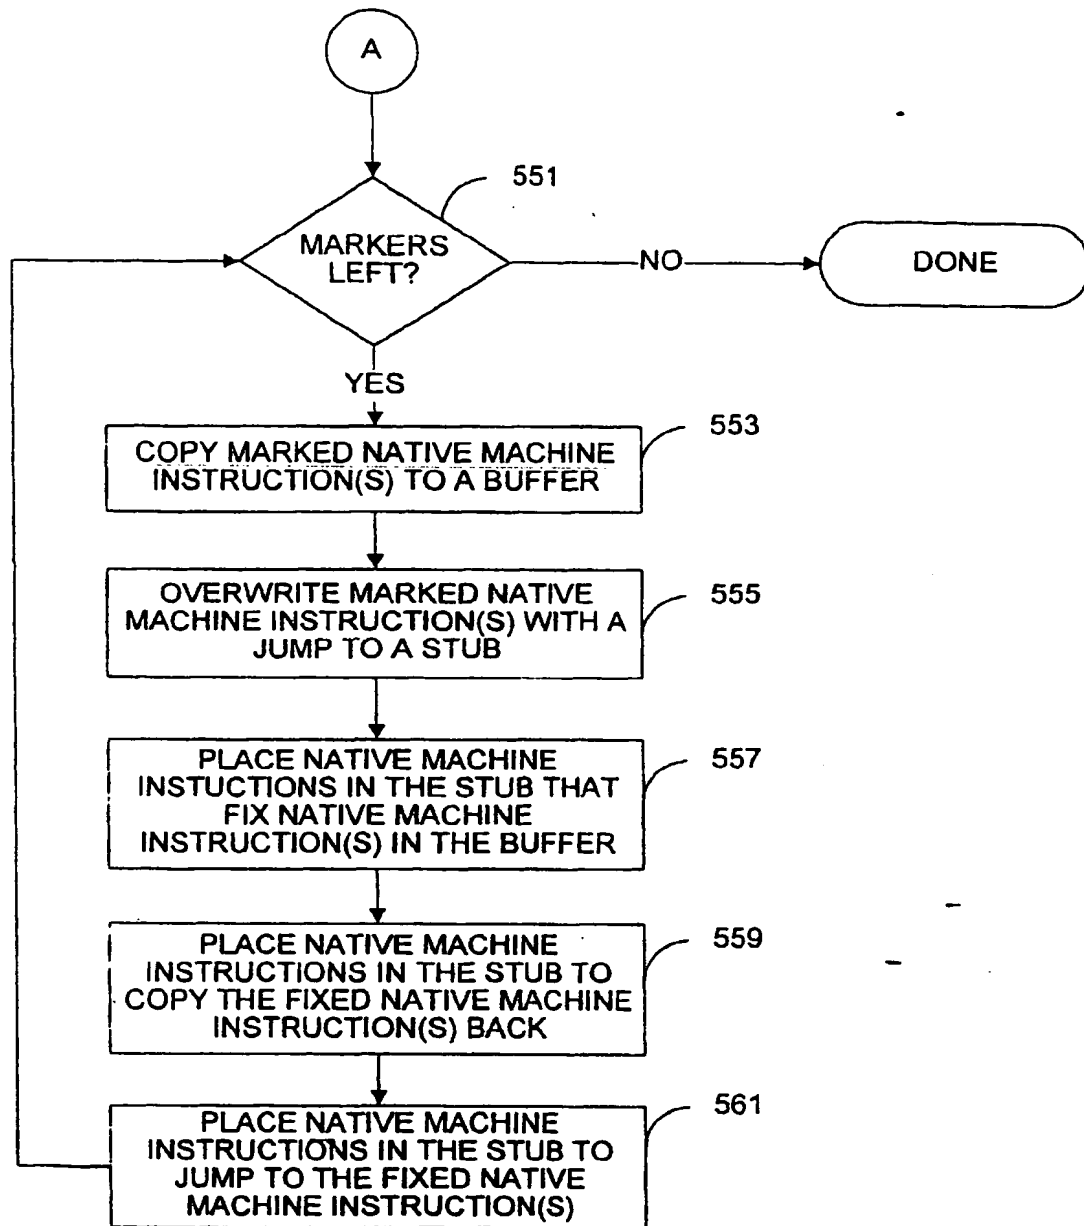 A
551
MARKERS
LEFT?
NO
DONE
YES
553
COPY MARKED NATIVE MACHINE
INSTRUCTION(S) TO A BUFFER
555
OVERWRITE MARKED NATIVE
MACHINE INSTRUCTION(S) WITH A
JUMP TO A STUB
557
PLACE NATIVE MACHINE
INSTUCTIONS IN THE STUB THAT
FIX NATIVE MACHINE
INSTRUCTION(S) IN THE BUFFER
559
PLACE NATIVE MACHINE
INSTRUCTIONS IN THE STUB TO
COPY THE FIXED NATIVE MACHINE
INSTRUCTION(S) BACK
561
PLACE NATIVE MACHINE
INSTRUCTIONS IN THE STUB TO
JUMP TO THE FIXED NATIVE
MACHINE INSTRUCTION(S)